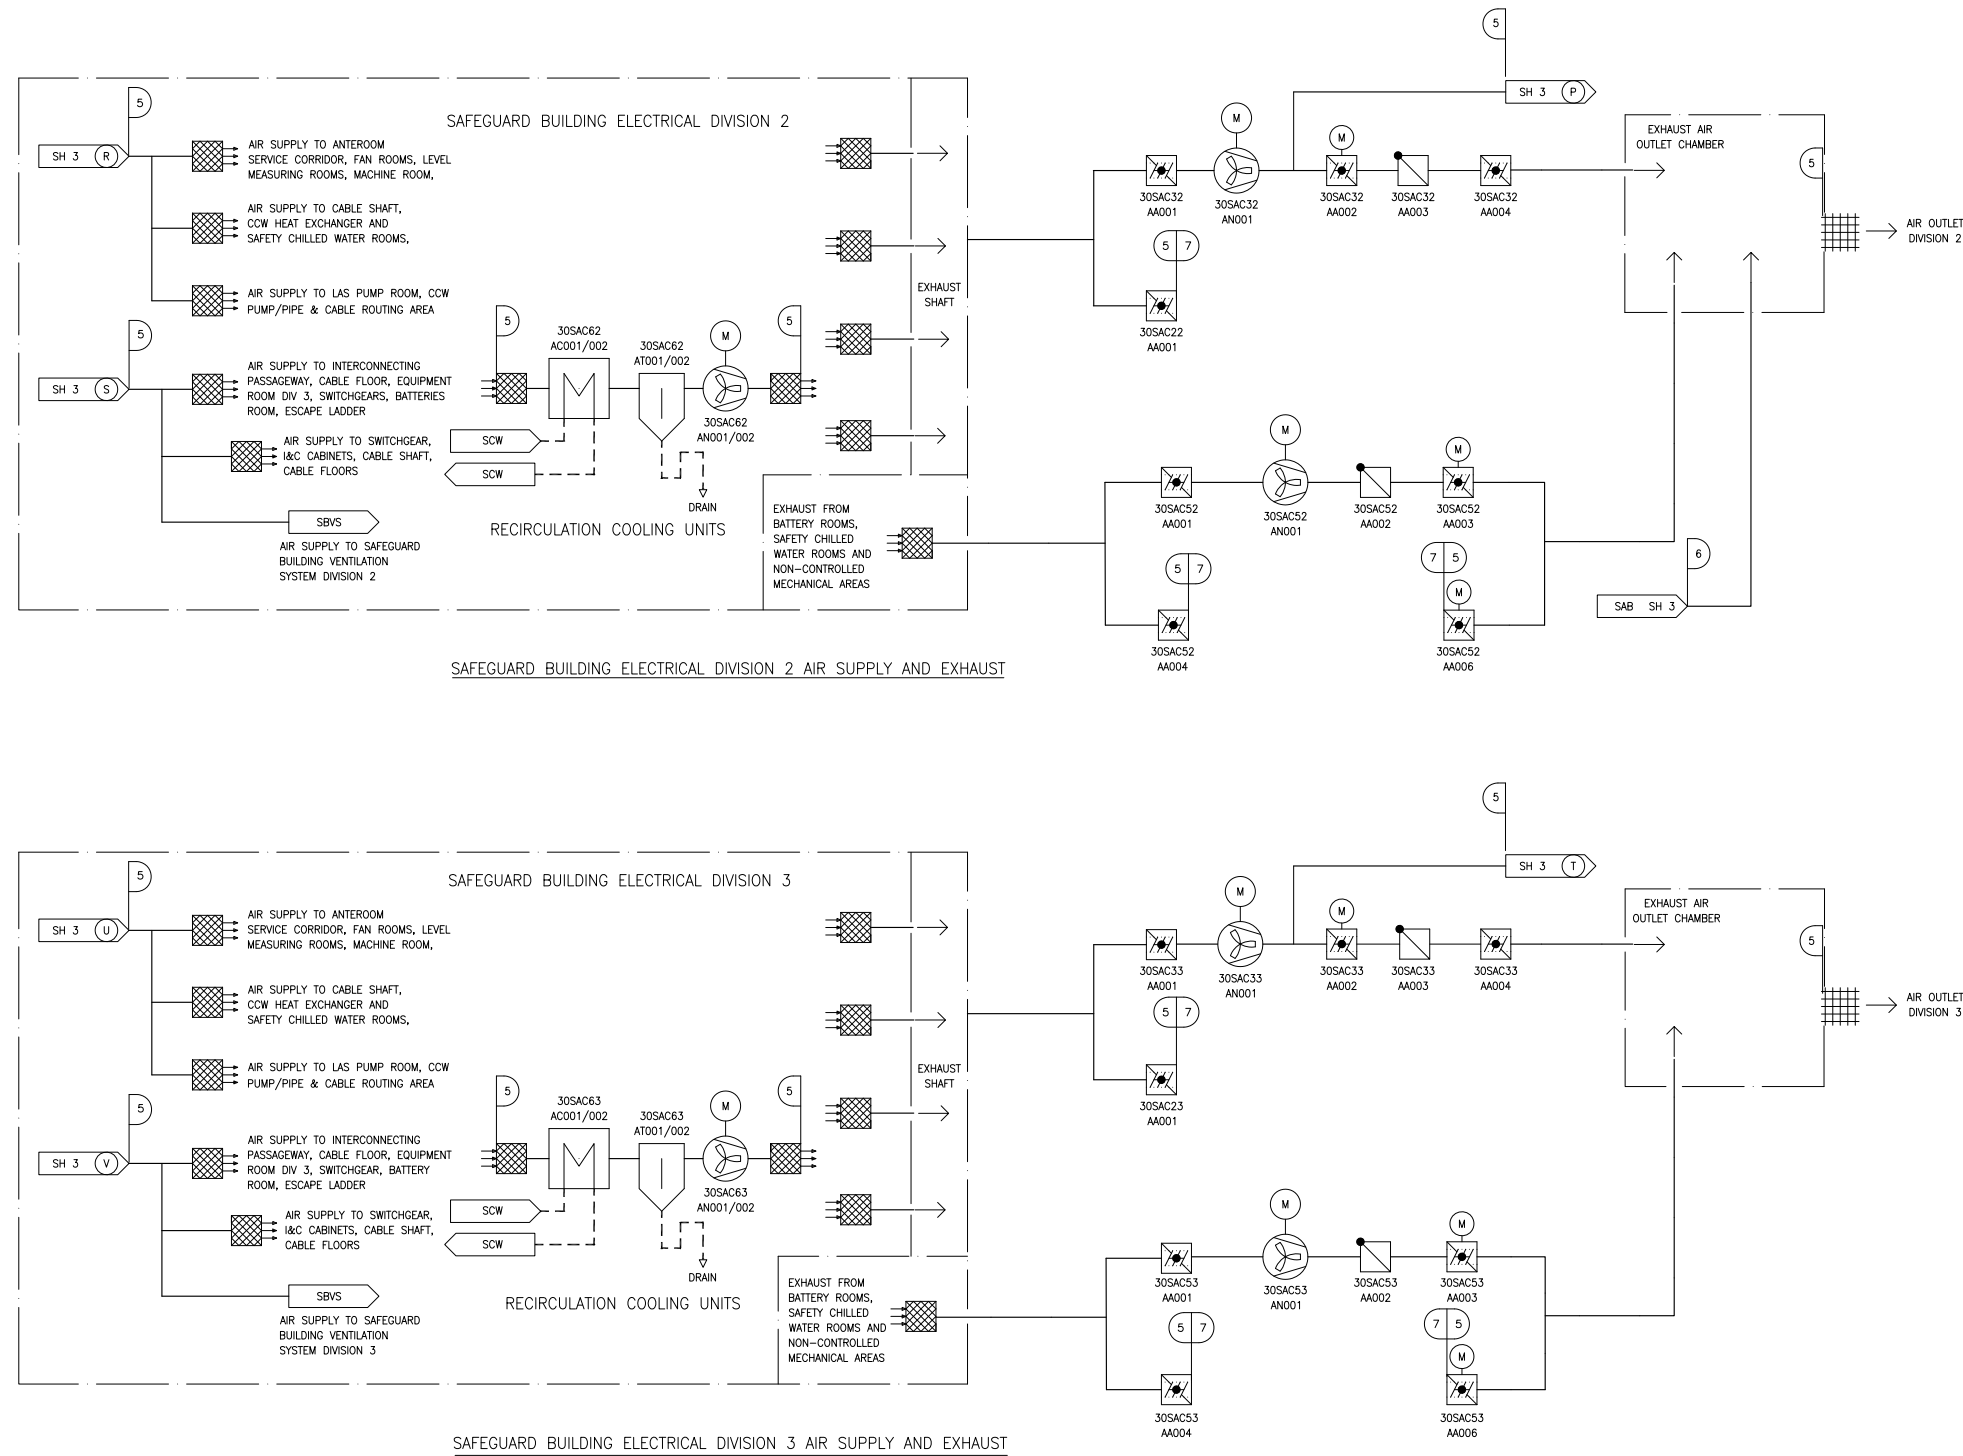 5
SH 3 P
5
SAFEGUARD BUILDING ELECTRICAL DIVISION 2
SH 3 R
AIR SUPPLY TO ANTEROOM
SERVICE CORRIDOR, FAN ROOMS, LEVEL
MEASURING ROOMS, MACHINE ROOM,
AIR SUPPLY TO CABLE SHAFT,
CCW HEAT EXCHANGER AND
SAFETY CHILLED WATER ROOMS,
AIR SUPPLY TO LAS PUMP ROOM, CCW
PUMP/PIPE & CABLE ROUTING AREA
5
SH 3 S
AIR SUPPLY TO INTERCONNECTING
PASSAGEWAY, CABLE FLOOR, EQUIPMENT
ROOM DIV 3, SWITCHGEARS, BATTERIES
ROOM, ESCAPE LADDER
AIR SUPPLY TO SWITCHGEAR,
I&C CABINETS, CABLE SHAFT,
CABLE FLOORS
SBVS
AIR SUPPLY TO SAFEGUARD
BUILDING VENTILATION
SYSTEM DIVISION 2
5
30SAC62
AC001/002
30SAC62
AT001/002
M
30SAC62
AN001/002
5
SCW
SCW
DRAIN
RECIRCULATION COOLING UNITS
EXHAUST
SHAFT
EXHAUST FROM
BATTERY ROOMS,
SAFETY CHILLED
WATER ROOMS AND
NON-CONTROLLED
MECHANICAL AREAS
30SAC32
AA001
M
30SAC32
AN001
M
30SAC32
AA002
30SAC32
AA003
30SAC32
AA004
5 7
30SAC22
AA001
EXHAUST AIR
OUTLET CHAMBER
5
AIR OUTLET
DIVISION 2
30SAC52
AA001
M
30SAC52
AN001
30SAC52
AA002
M
30SAC52
AA003
5 7
30SAC52
AA004
7 5
M
30SAC52
AA006
6
SAB SH 3
SAFEGUARD BUILDING ELECTRICAL DIVISION 2 AIR SUPPLY AND EXHAUST
5
SH 3 T
5
SAFEGUARD BUILDING ELECTRICAL DIVISION 3
SH 3 U
AIR SUPPLY TO ANTEROOM
SERVICE CORRIDOR, FAN ROOMS, LEVEL
MEASURING ROOMS, MACHINE ROOM,
AIR SUPPLY TO CABLE SHAFT,
CCW HEAT EXCHANGER AND
SAFETY CHILLED WATER ROOMS,
AIR SUPPLY TO LAS PUMP ROOM, CCW
PUMP/PIPE & CABLE ROUTING AREA
5
SH 3 V
AIR SUPPLY TO INTERCONNECTING
PASSAGEWAY, CABLE FLOOR, EQUIPMENT
ROOM DIV 3, SWITCHGEAR, BATTERY
ROOM, ESCAPE LADDER
AIR SUPPLY TO SWITCHGEAR,
I&C CABINETS, CABLE SHAFT,
CABLE FLOORS
SBVS
AIR SUPPLY TO SAFEGUARD
BUILDING VENTILATION
SYSTEM DIVISION 3
5
30SAC63
AC001/002
30SAC63
AT001/002
M
30SAC63
AN001/002
5
SCW
SCW
DRAIN
RECIRCULATION COOLING UNITS
EXHAUST
SHAFT
EXHAUST FROM
BATTERY ROOMS,
SAFETY CHILLED
WATER ROOMS AND
NON-CONTROLLED
MECHANICAL AREAS
30SAC33
AA001
M
30SAC33
AN001
M
30SAC33
AA002
30SAC33
AA003
30SAC33
AA004
5 7
30SAC23
AA001
EXHAUST AIR
OUTLET CHAMBER
5
AIR OUTLET
DIVISION 3
30SAC53
AA001
M
30SAC53
AN001
30SAC53
AA002
M
30SAC53
AA003
5 7
30SAC53
AA004
7 5
M
30SAC53
AA006
SAFEGUARD BUILDING ELECTRICAL DIVISION 3 AIR SUPPLY AND EXHAUST